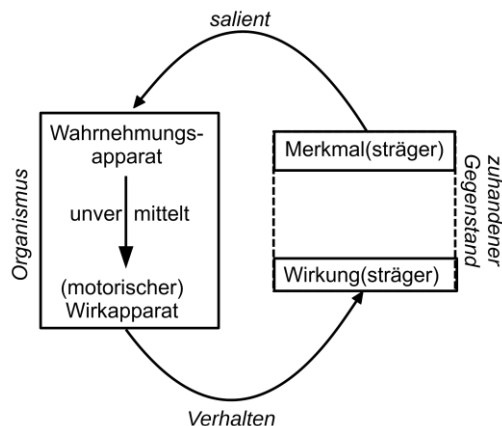 salient
Organismus
Wahrnehmungs-
apparat
unver mittelt
(motorischer)
Wirkapparat
Merkmal(sträger)
Wirkung(sträger)
zuhandener
Gegenstand
Verhalten